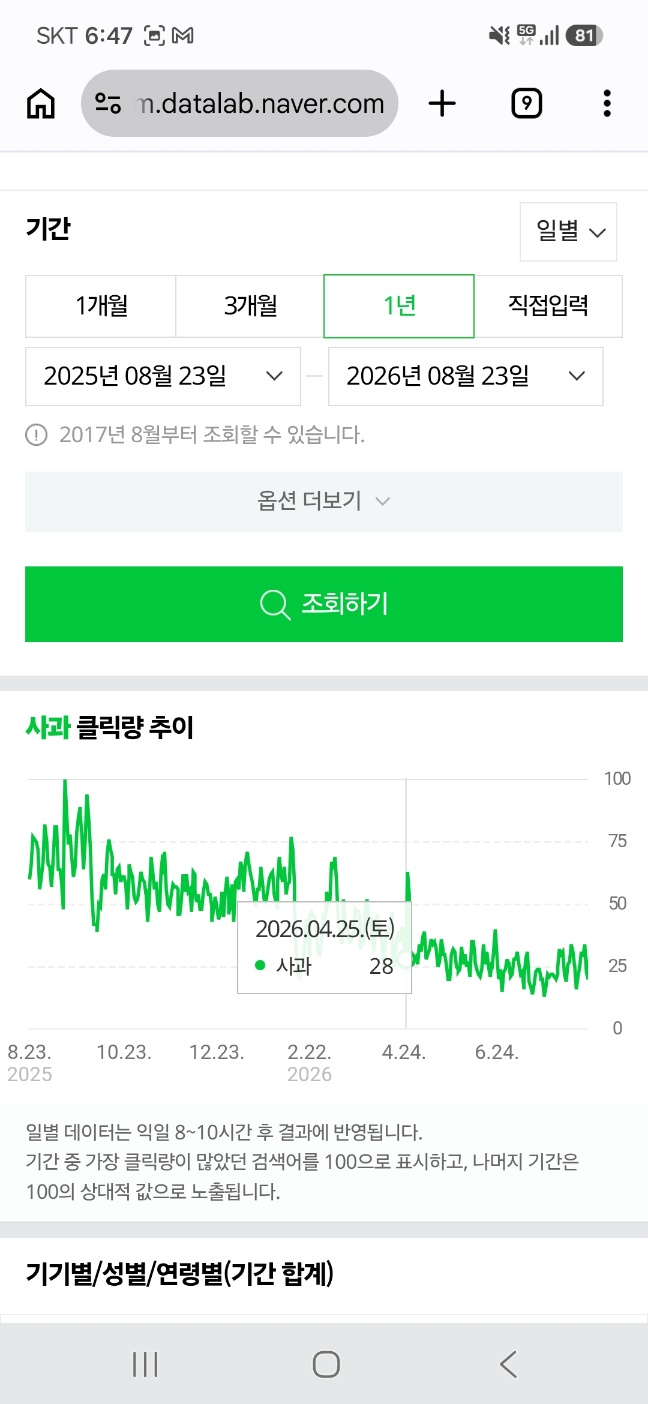 SKT 6:47
5G
81
m.datalab.naver.com
9
기간
일별
1개월
3개월
1년
직접입력
2025년 08월 23일
2026년 08월 23일
2017년 8월부터 조회할 수 있습니다.
옵션 더보기
조회하기
사과 클릭량 추이
100
75
50
2026.04.25.(토)
사과 28
25
0
8.23. 10.23. 12.23. 2.22. 4.24. 6.24.
2025 2026
일별 데이터는 익일 8~10시간 후 결과에 반영됩니다.
기간 중 가장 클릭량이 많았던 검색어를 100으로 표시하고, 나머지 기간은
100의 상대적 값으로 노출됩니다.
기기별/성별/연령별(기간 합계)